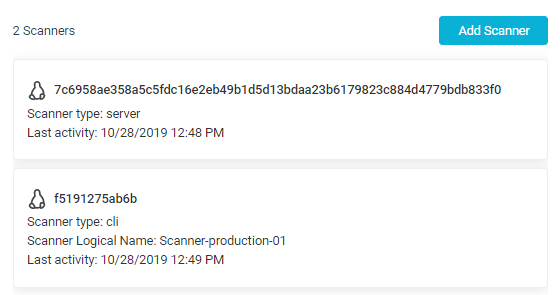 2 Scanners
Add Scanner
7c6958ae358a5c5fdc16e2eb49b1d5d13bdaa23b6179823c884d4779bdb833f0
Scanner type: server
Last activity: 10/28/2019 12:48 PM
f5191275ab6b
Scanner type: cli
Scanner Logical Name: Scanner-production-01
Last activity: 10/28/2019 12:49 PM